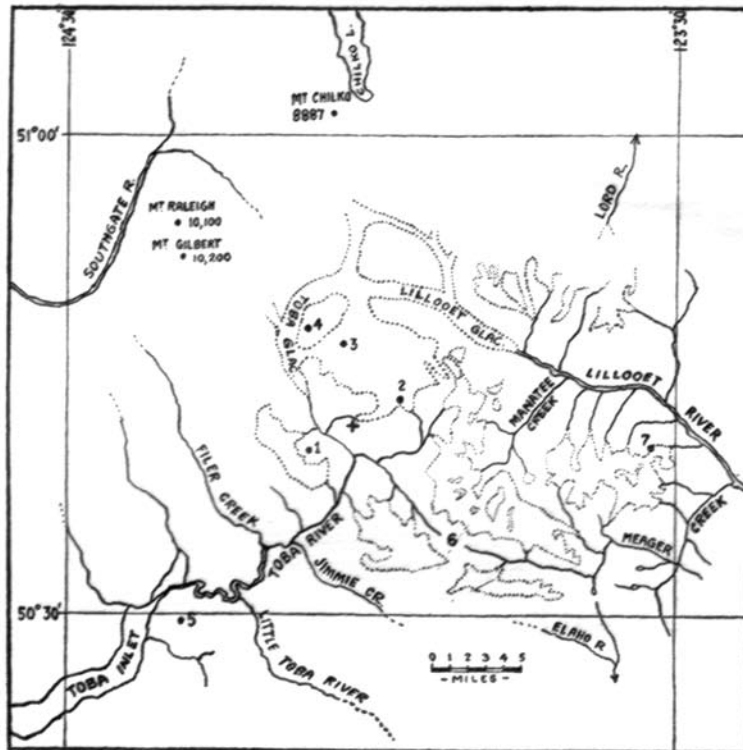 124°30'
123°30'
CHILKO L.
MT CHILKO
8887
51°00'
LORD R.
SOUTHGATE R.
MT RALEIGH
10,100
MT GILBERT
10,200
TOBA GLAC
LILLOOET GLAC
4
3
2
1
LILLOOET
RIVER
MANATEE
CREEK
7
FILER CREEK
TOBA RIVER
6
MEAGER
CREEK
JIMMIE CR.
50°30'
5
TOBA INLET
LITTLE TOBA RIVER
ELAHO R
0 1 2 3 4 5
-MILES-